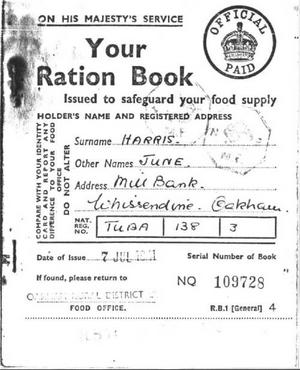 ON HIS MAJESTY'S SERVICE
OFFICIAL
PAID
Your
Ration Book
Issued to safeguard your food supply
HOLDER'S NAME AND REGISTERED ADDRESS
COMPARE WITH YOUR IDENTITY
CARD AND REPORT ANY
DIFFERENCE TO YOUR FOOD
OFFICE
DO NOT ALTER
Surname HARRIS.
Other Names JUNE.
Address Mill Bank.
Whissendine. Oakham.
NAT. REG. NO. TUBA 138 3
Date of Issue 7 JUL Serial Number of Book
If found, please return to NQ 109728
RURAL DISTRICT
FOOD OFFICE. R.B.1 [General] 4